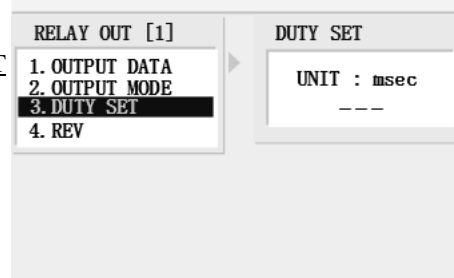 RELAY OUT [1]
1. OUTPUT DATA
2. OUTPUT MODE
3. DUTY SET
4. REV
DUTY SET
UNIT : msec
---